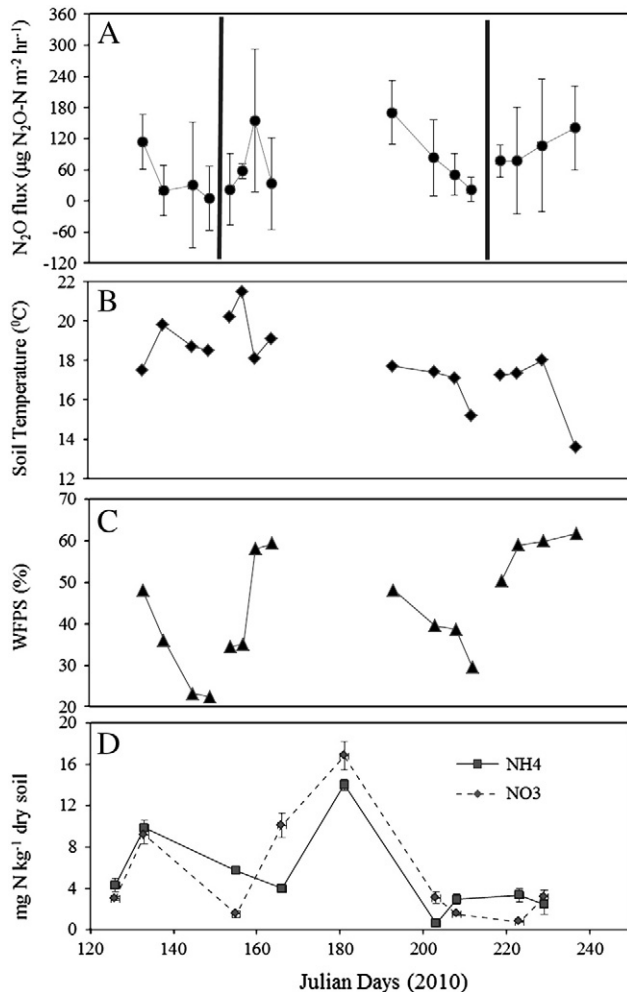 A
N₂O flux (µg N₂O-N m⁻² hr⁻¹)
360
300
240
180
120
60
0
-60
-120
B
Soil Temperature (⁰C)
22
20
18
16
14
12
C
WFPS (%)
70
60
50
40
30
20
D
mg N kg⁻¹ dry soil
20
16
12
8
4
0
NH4
NO3
120 140 160 180 200 220 240
Julian Days (2010)